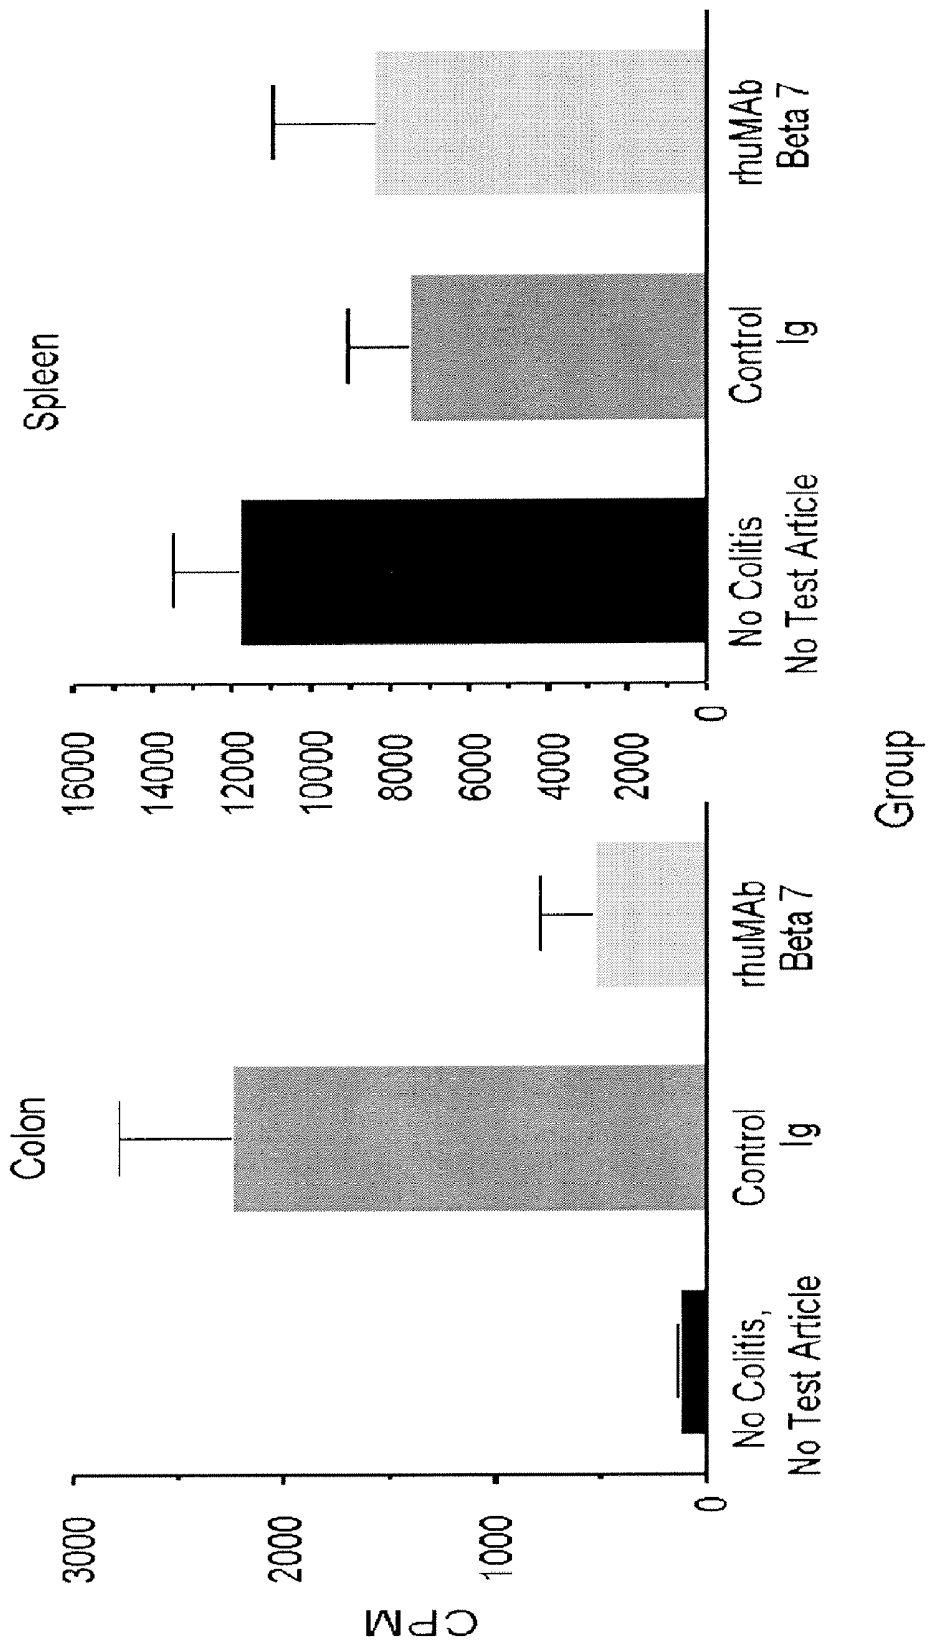 Colon
CPM
3000
2000
1000
0
No Colitis,
No Test Article
Control
Ig
rhuMAb
Beta 7
Spleen
16000
14000
12000
10000
8000
6000
4000
2000
0
No Colitis
No Test Article
Control
Ig
rhuMAb
Beta 7
Group